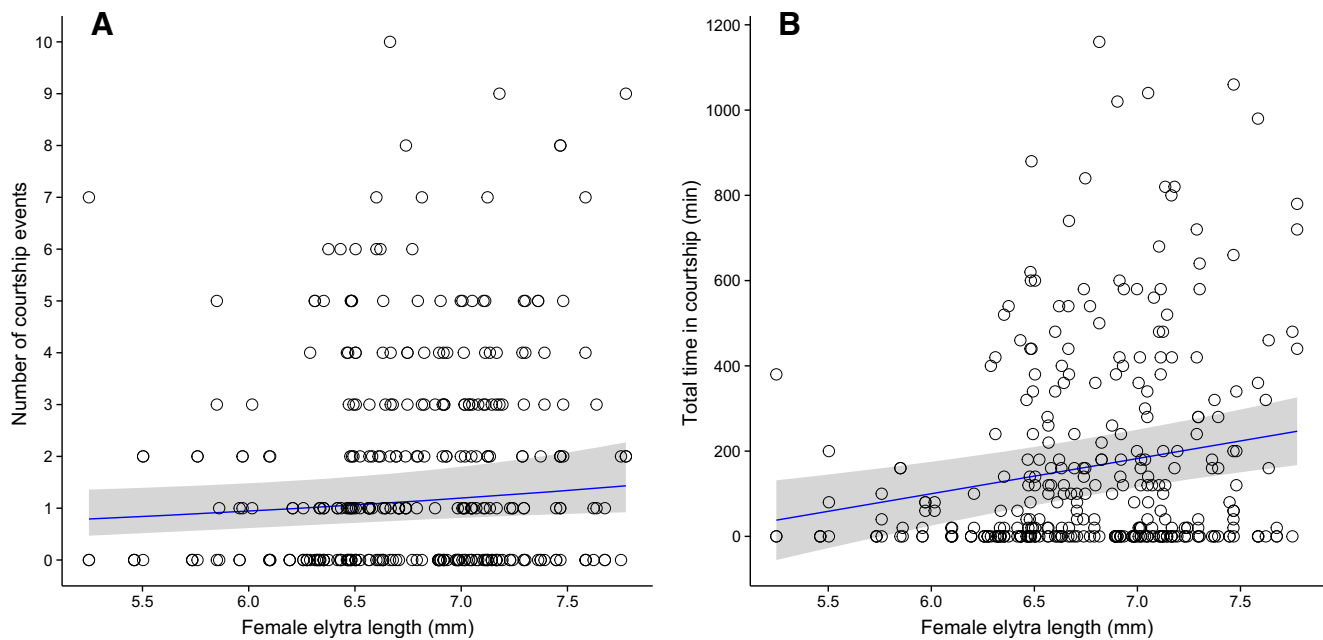 A
Number of courtship events
10
9
8
7
6
5
4
3
2
1
0
5.5 6.0 6.5 7.0 7.5
Female elytra length (mm)
B
Total time in courtship (min)
1200
1000
800
600
400
200
0
5.5 6.0 6.5 7.0 7.5
Female elytra length (mm)